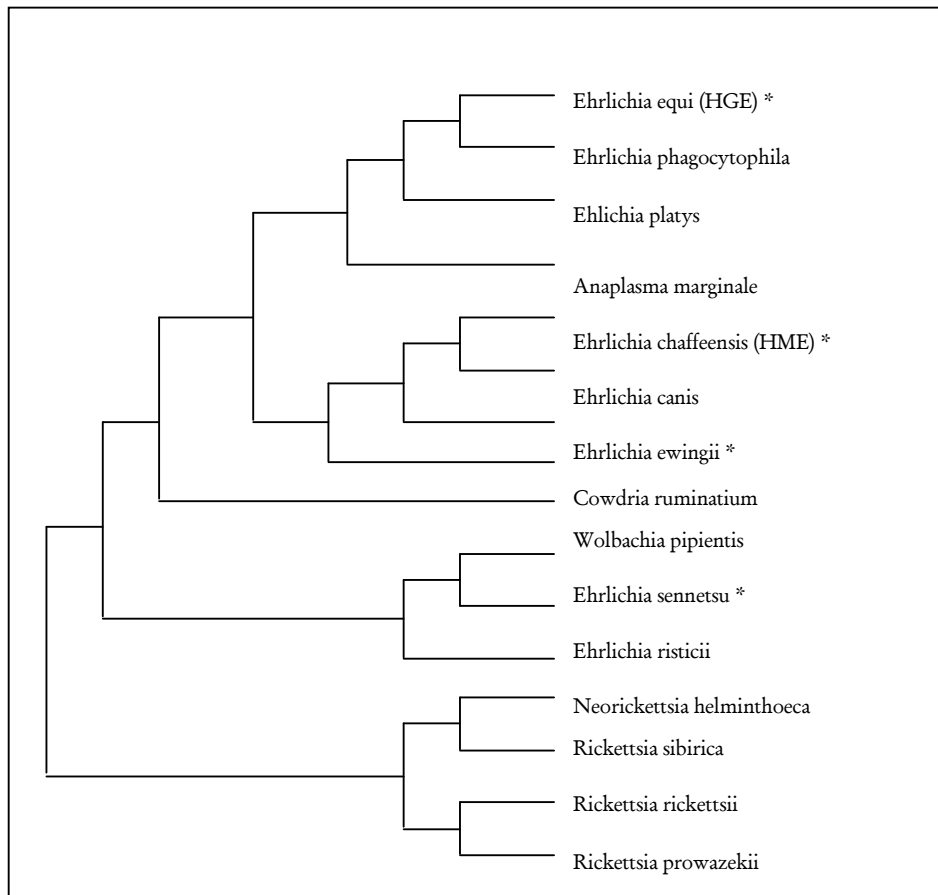 Ehrlichia equi (HGE) *
Ehrlichia phagocytophila
Ehlichia platys
Anaplasma marginale
Ehrlichia chaffeensis (HME) *
Ehrlichia canis
Ehrlichia ewingii *
Cowdria ruminatium
Wolbachia pipientis
Ehrlichia sennetsu *
Ehrlichia risticii
Neorickettsia helminthoeca
Rickettsia sibirica
Rickettsia rickettsii
Rickettsia prowazekii